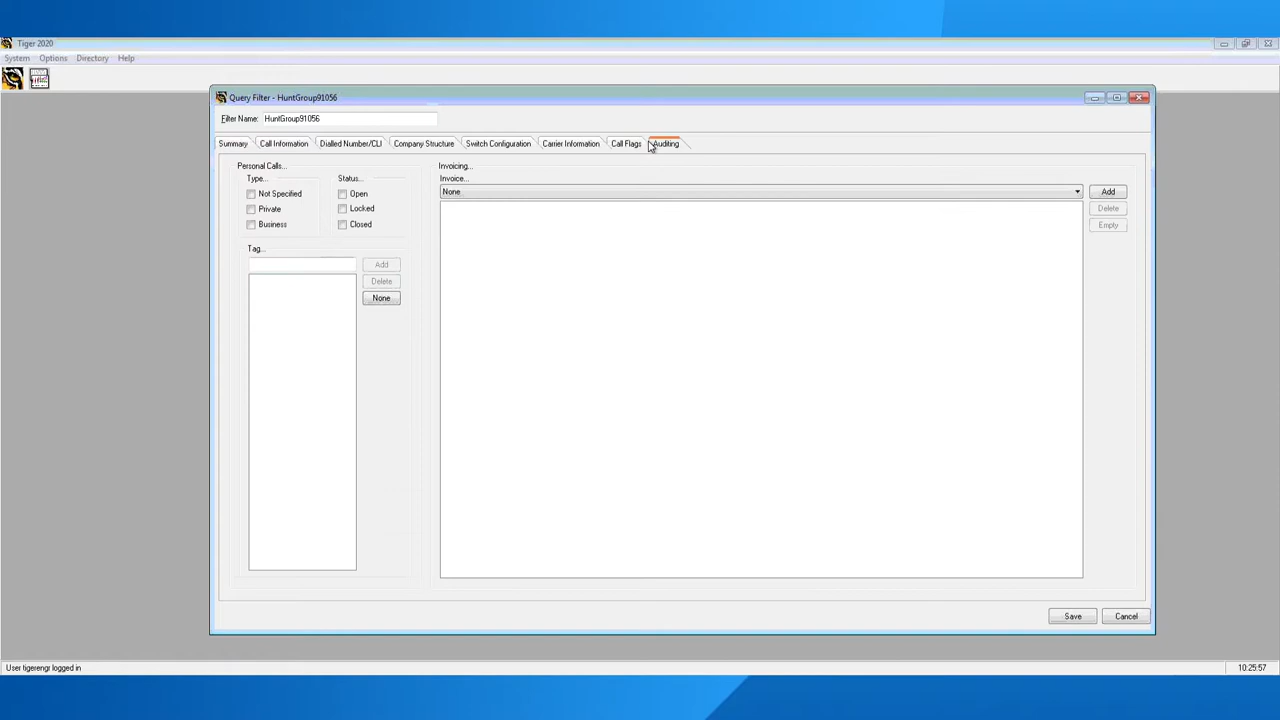 Tiger 2020
System Options Directory Help
Query Filter - HuntGroup91056
Filter Name: HuntGroup91056
Summary Call Information Dialled Number/CLI Company Structure Switch Configuration Carrier Information Call Flags Auditing
Personal Calls...
Type...
Not Specified
Private
Business
Status...
Open
Locked
Closed
Tag...
Add
Delete
None
Invoicing...
Invoice...
None
Add
Delete
Empty
Save Cancel
User tigerengr logged in
10:25:57